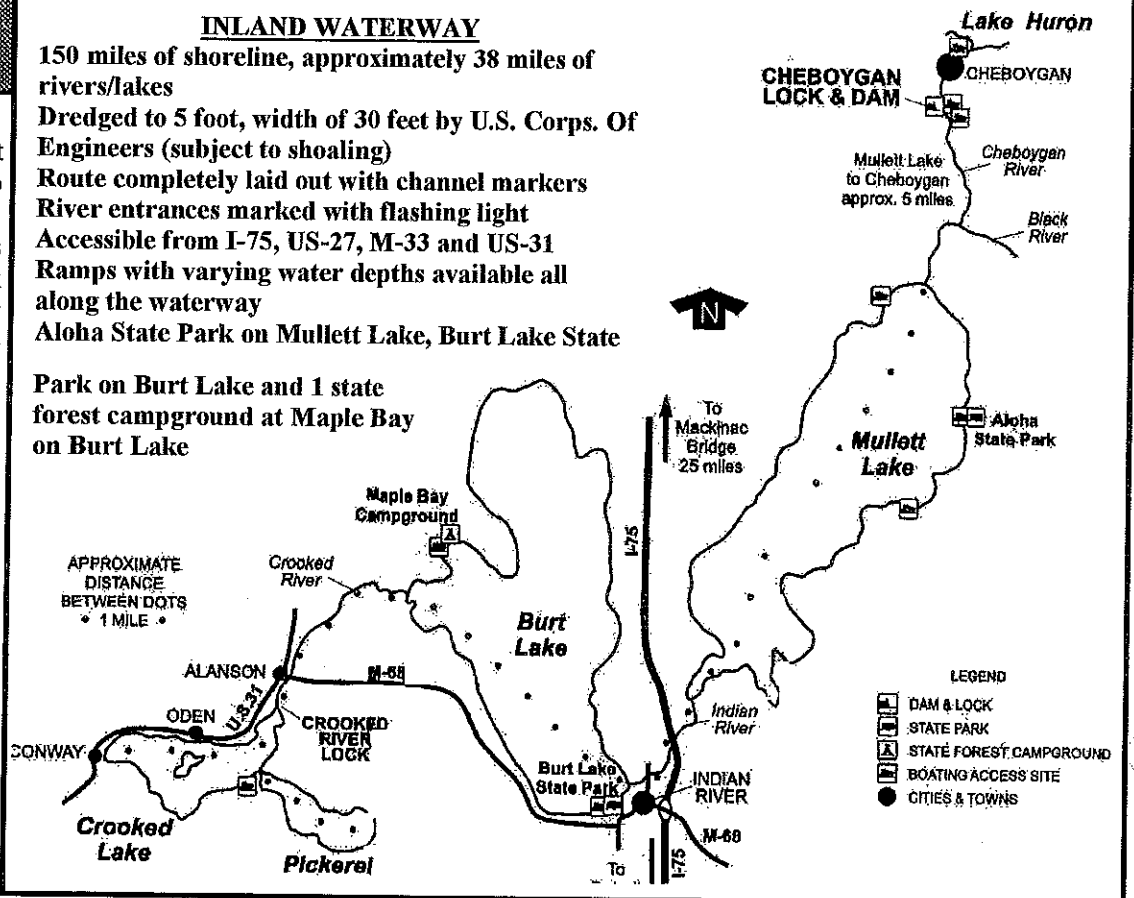 INLAND WATERWAY
150 miles of shoreline, approximately 38 miles of
rivers/lakes
Dredged to 5 foot, width of 30 feet by U.S. Corps. Of
Engineers (subject to shoaling)
Route completely laid out with channel markers
River entrances marked with flashing light
Accessible from I-75, US-27, M-33 and US-31
Ramps with varying water depths available all
along the waterway
Aloha State Park on Mullett Lake, Burt Lake State
Park on Burt Lake and 1 state
forest campground at Maple Bay
on Burt Lake
Lake Huron
CHEBOYGAN
CHEBOYGAN
LOCK & DAM
Mullett Lake
to Cheboygan
approx. 5 miles
Cheboygan
River
Black
River
N
To
Mackinac
Bridge
25 miles
I-75
Mullett
Lake
Aloha
State Park
Maple Bay
Campground
Crooked
River
APPROXIMATE
DISTANCE
BETWEEN DOTS
1 MILE
Burt
Lake
ALANSON
M-68
U.S.31
ODEN
CONWAY
CROOKED
RIVER
LOCK
Crooked
Lake
Pickerel
Burt Lake
State Park
Indian
River
INDIAN
RIVER
M-68
I-75
To
LEGEND
DAM & LOCK
STATE PARK
STATE FOREST CAMPGROUND
BOATING ACCESS SITE
CITIES & TOWNS